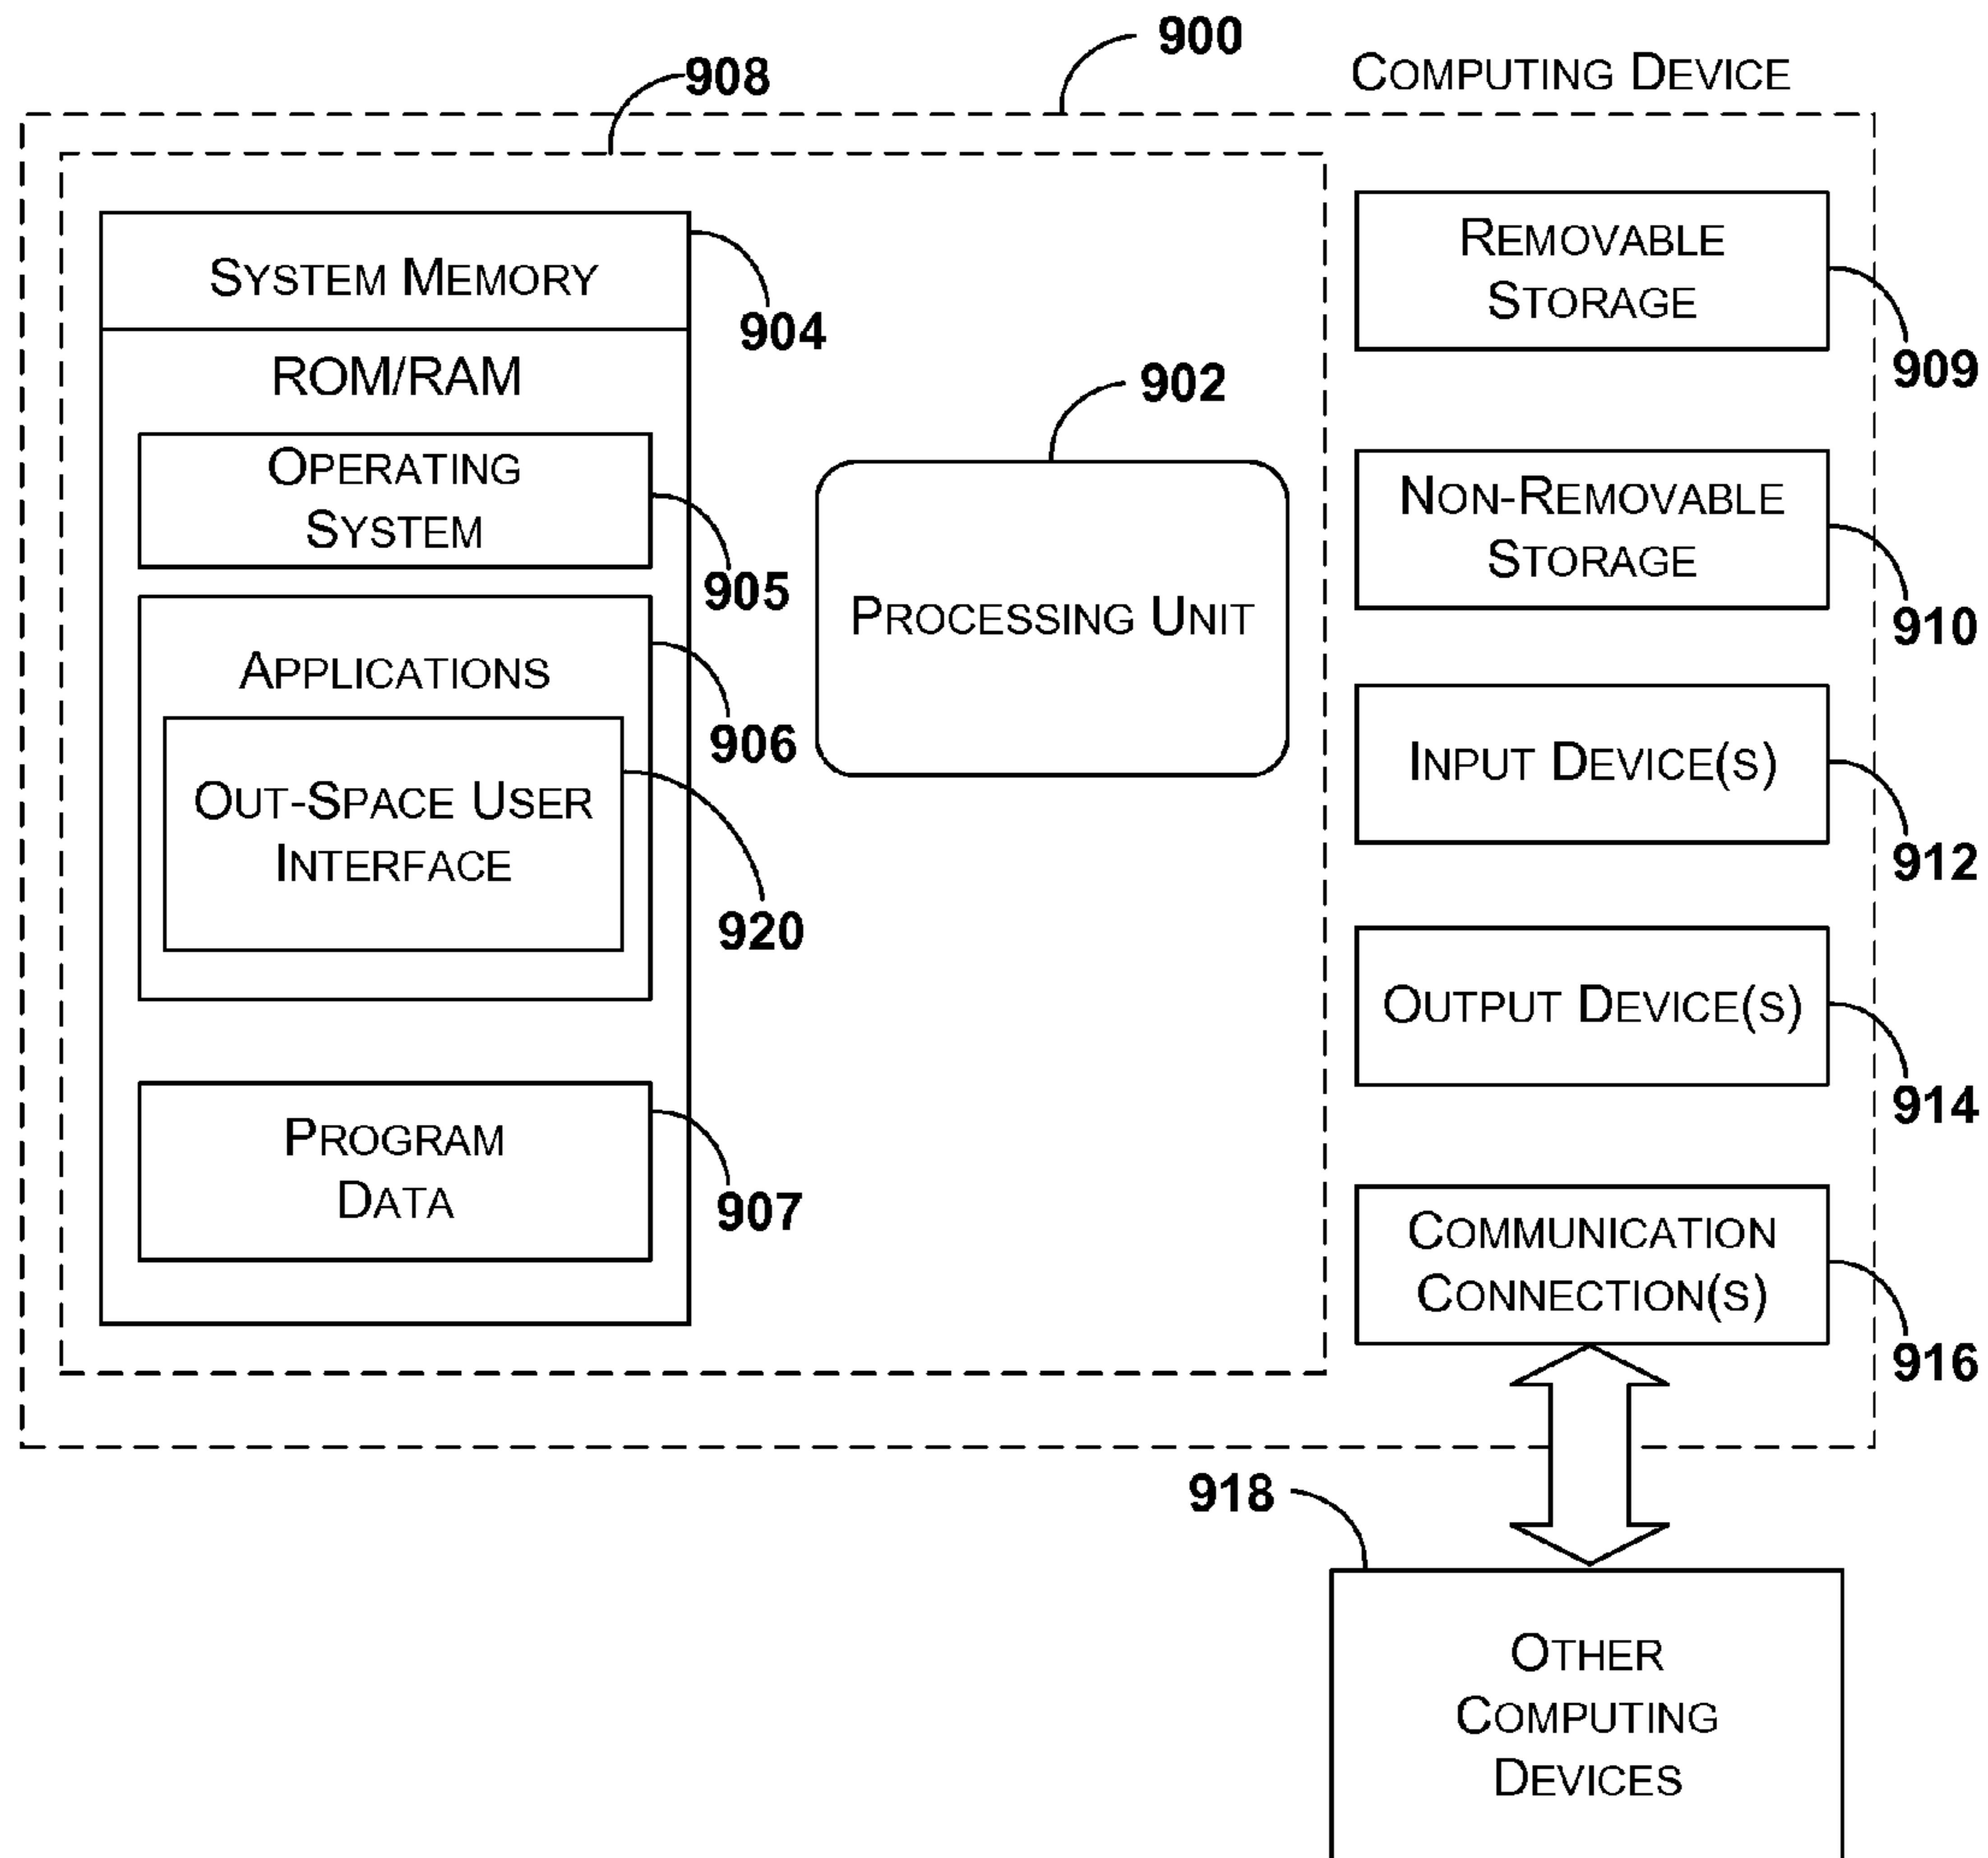 900
COMPUTING DEVICE
908
SYSTEM MEMORY
904
ROM/RAM
OPERATING
SYSTEM
905
APPLICATIONS
906
OUT-SPACE USER
INTERFACE
920
PROGRAM
DATA
907
902
PROCESSING UNIT
REMOVABLE
STORAGE
909
NON-REMOVABLE
STORAGE
910
INPUT DEVICE(S)
912
OUTPUT DEVICE(S)
914
COMMUNICATION
CONNECTION(S)
916
918
OTHER
COMPUTING
DEVICES